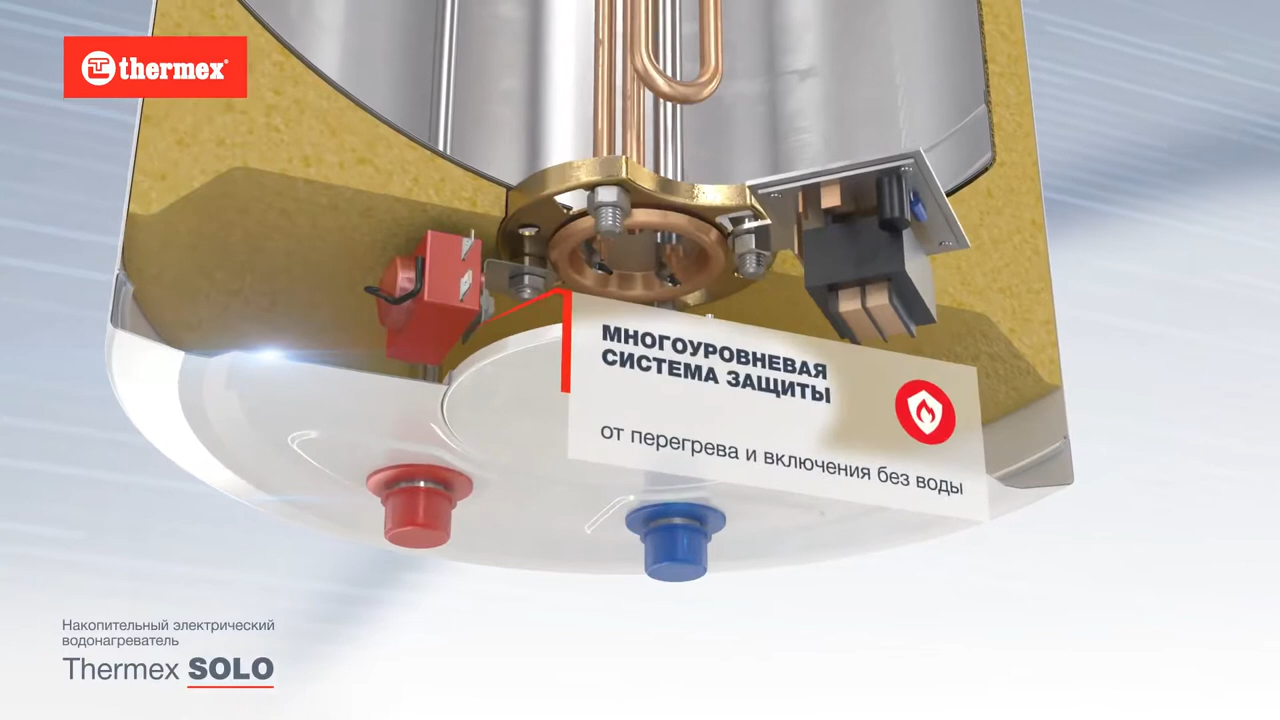 thermex
МНОГОУРОВНЕВАЯ
СИСТЕМА ЗАЩИТЫ
от перегрева и включения без воды
Накопительный электрический
водонагреватель
Thermex SOLO